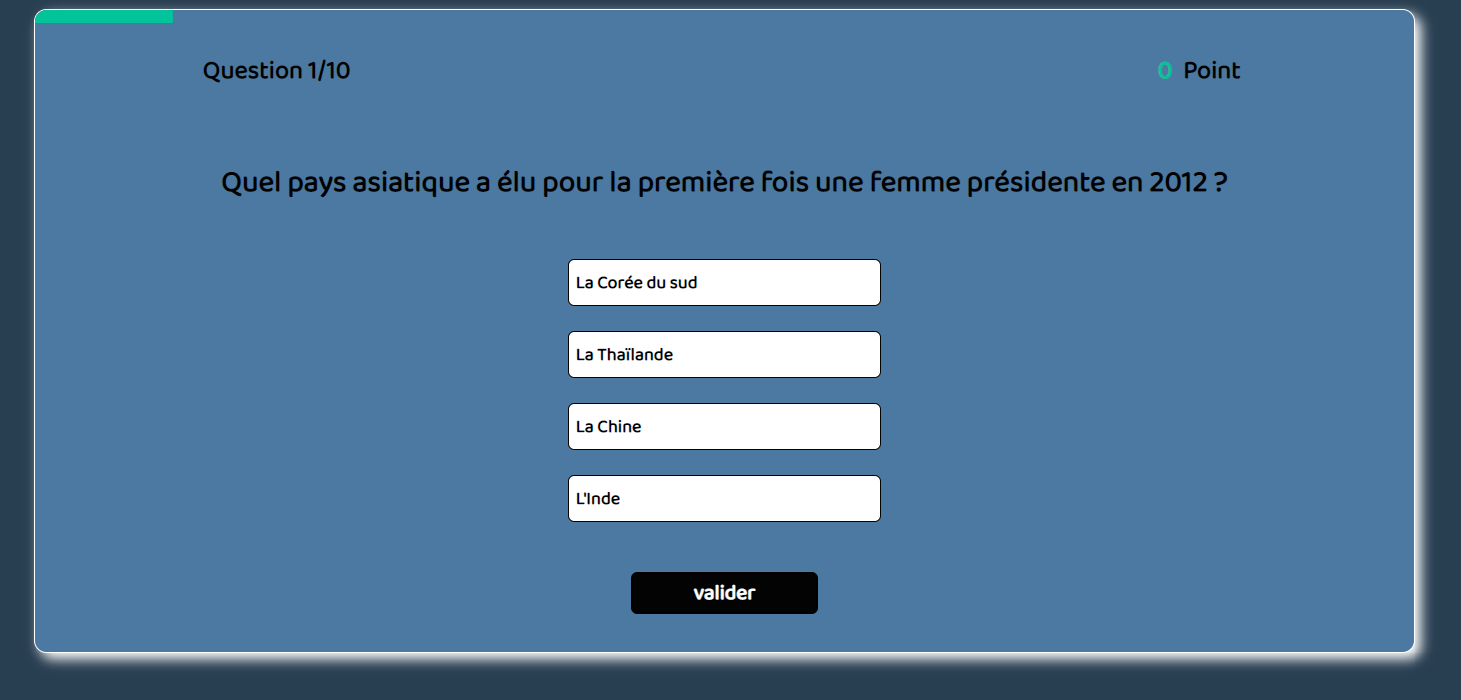 Question 1/10
0 Point
Quel pays asiatique a élu pour la première fois une femme présidente en 2012 ?
La Corée du sud
La Thaïlande
La Chine
L'Inde
valider